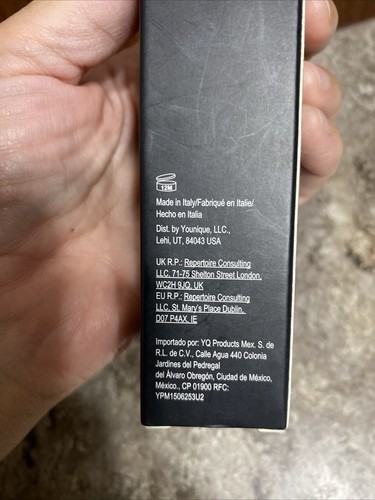 12M
Made in Italy/Fabriqué en Italie/
Hecho en Italia
Dist. by Younique, LLC.,
Lehi, UT, 84043 USA
UK R.P.: Repertoire Consulting
LLC, 71-75 Shelton Street London,
WC2H 9JQ, UK
EU R.P.: Repertoire Consulting
LLC, St. Mary's Place Dublin,
D07 P4AX, IE
Importado por: YQ Products Mex. S. de
R.L. de C.V., Calle Agua 440 Colonia
Jardines del Pedregal
del Álvaro Obregón, Ciudad de México,
México., CP 01900 RFC:
YPM1506253U2